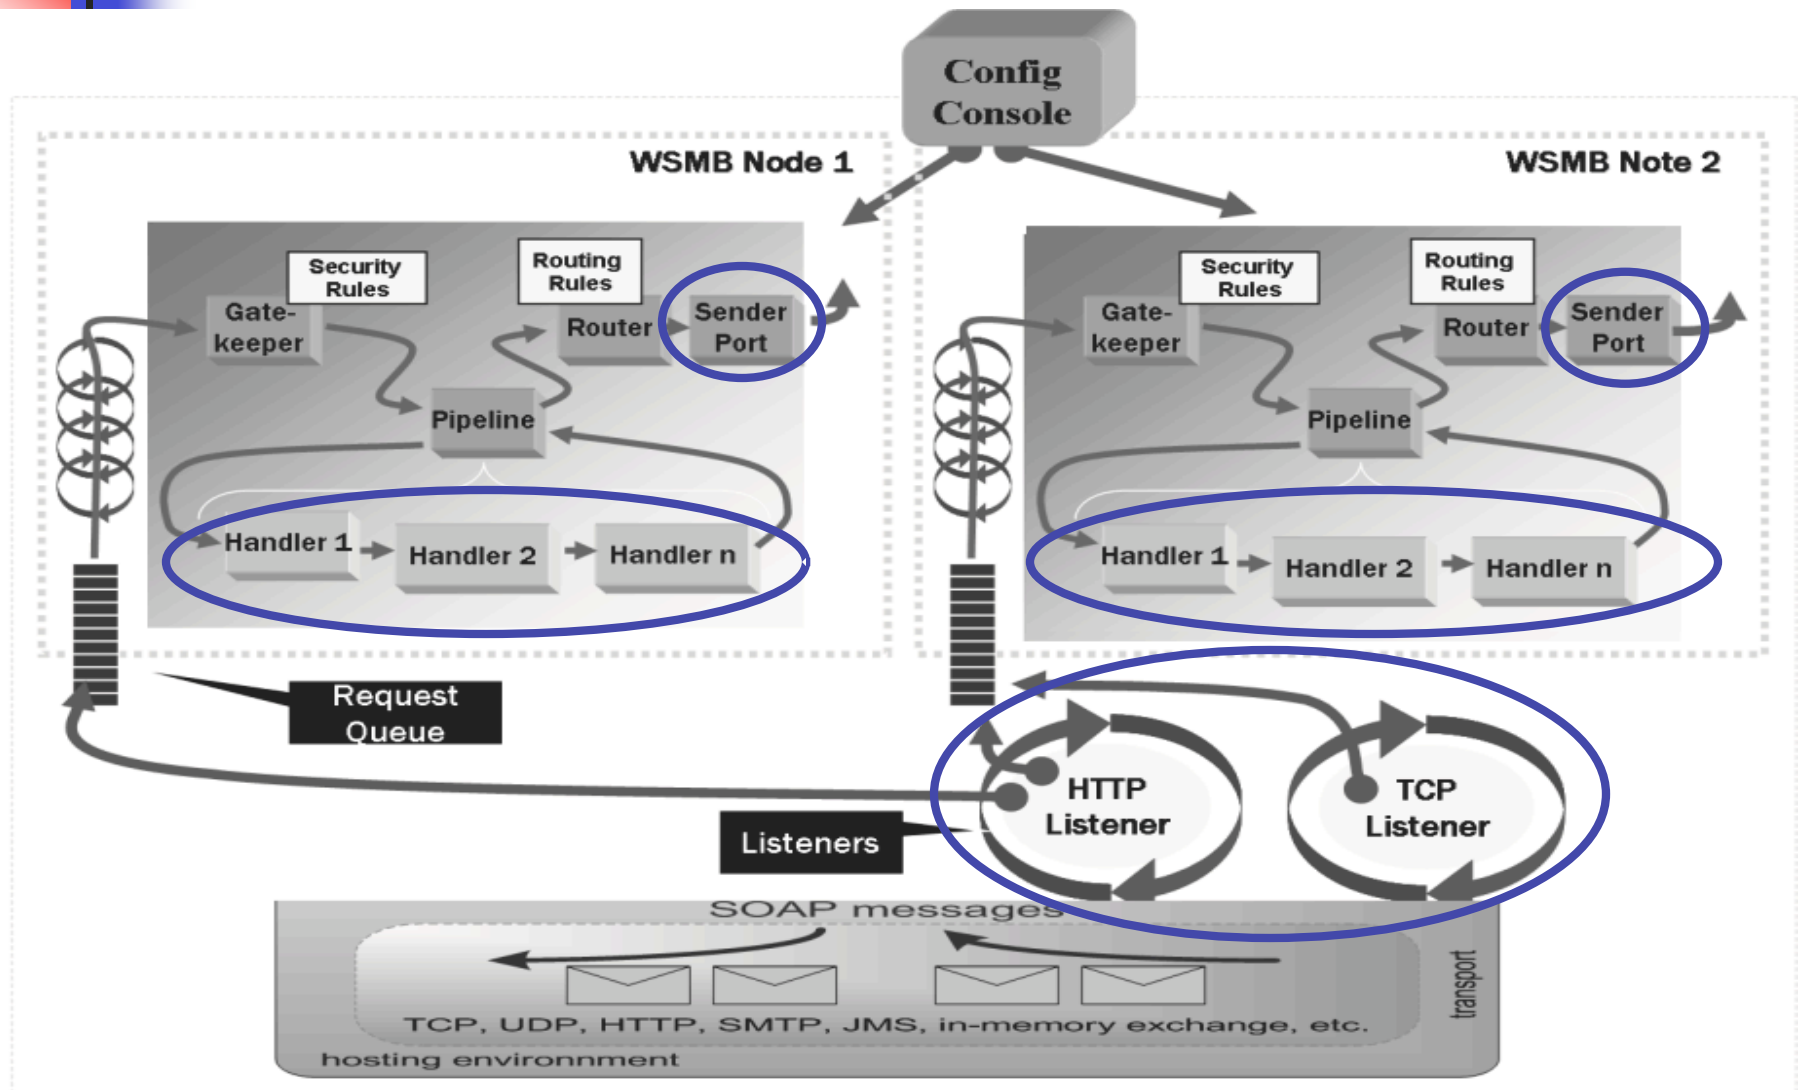 Config
Console
WSMB Node 1
Security
Rules
Routing
Rules
Gate-
keeper
Router
Sender
Port
Pipeline
Handler 1
Handler 2
Handler n
WSMB Note 2
Security
Rules
Routing
Rules
Gate-
keeper
Router
Sender
Port
Pipeline
Handler 1
Handler 2
Handler n
Request
Queue
Listeners
HTTP
Listener
TCP
Listener
SOAP messages
transport
TCP, UDP, HTTP, SMTP, JMS, in-memory exchange, etc.
hosting environnment